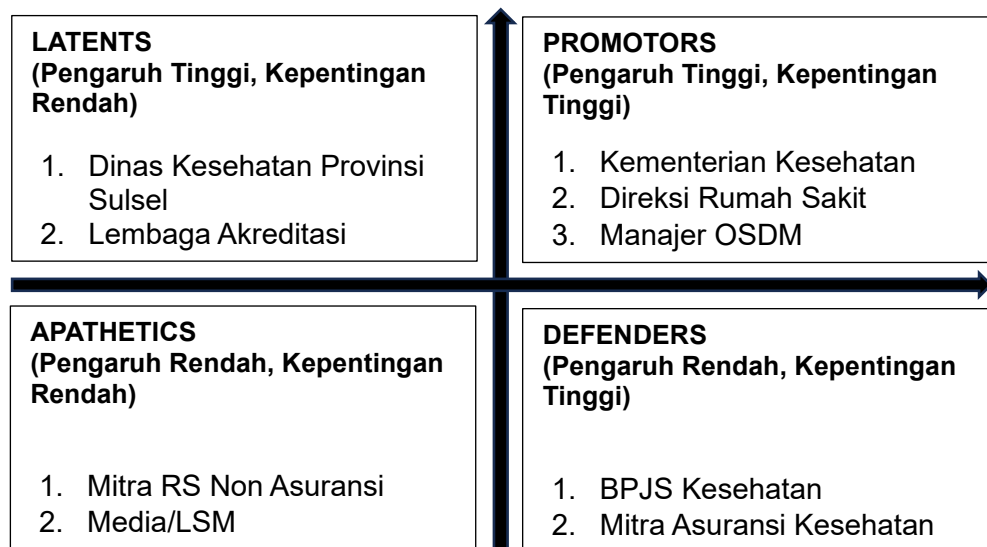 LATENTS
(Pengaruh Tinggi, Kepentingan
Rendah)
1. Dinas Kesehatan Provinsi
Sulsel
2. Lembaga Akreditasi
PROMOTORS
(Pengaruh Tinggi, Kepentingan
Tinggi)
1. Kementerian Kesehatan
2. Direksi Rumah Sakit
3. Manajer OSDM
APATHETICS
(Pengaruh Rendah, Kepentingan
Rendah)
1. Mitra RS Non Asuransi
2. Media/LSM
DEFENDERS
(Pengaruh Rendah, Kepentingan
Tinggi)
1. BPJS Kesehatan
2. Mitra Asuransi Kesehatan